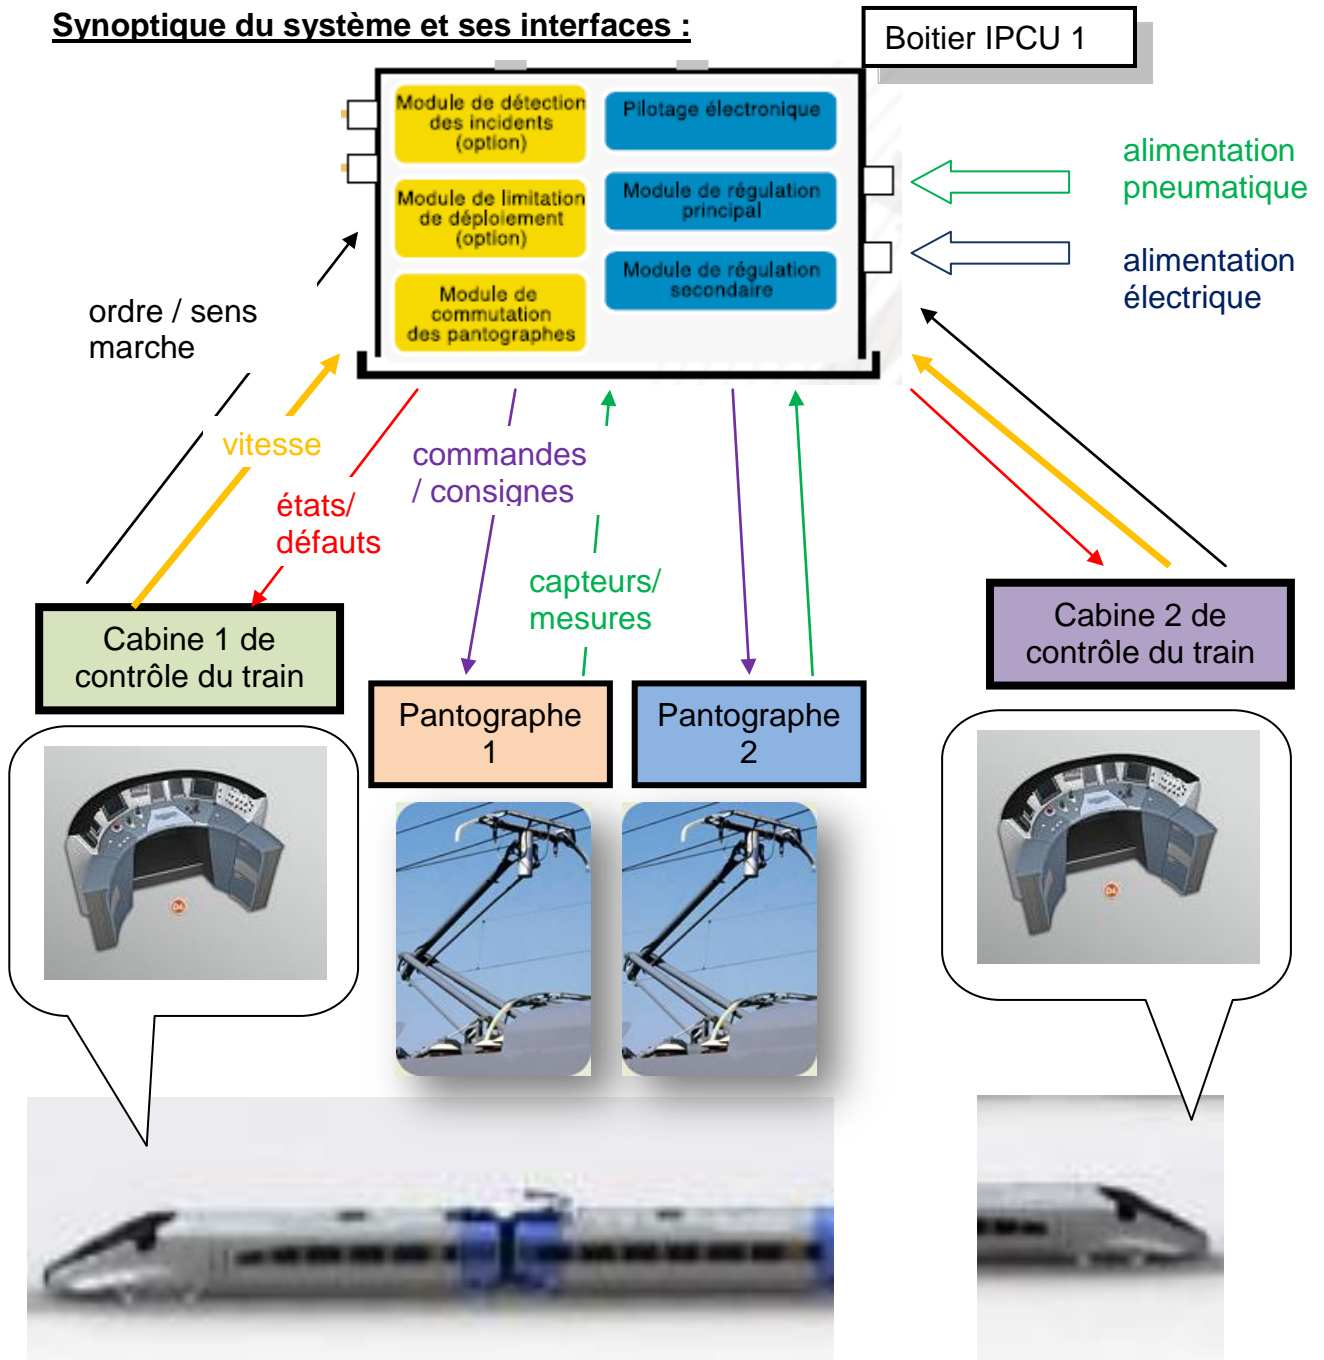 Synoptique du système et ses interfaces :
Boitier IPCU 1
Module de détection
des incidents
(option)
Pilotage électronique
Module de limitation
de déploiement
(option)
Module de régulation
principal
Module de
commutation
des pantographes
Module de régulation
secondaire
alimentation
pneumatique
alimentation
électrique
ordre / sens
marche
vitesse
états/
défauts
commandes
/ consignes
capteurs/
mesures
Cabine 1 de
contrôle du train
Pantographe
1
Pantographe
2
Cabine 2 de
contrôle du train